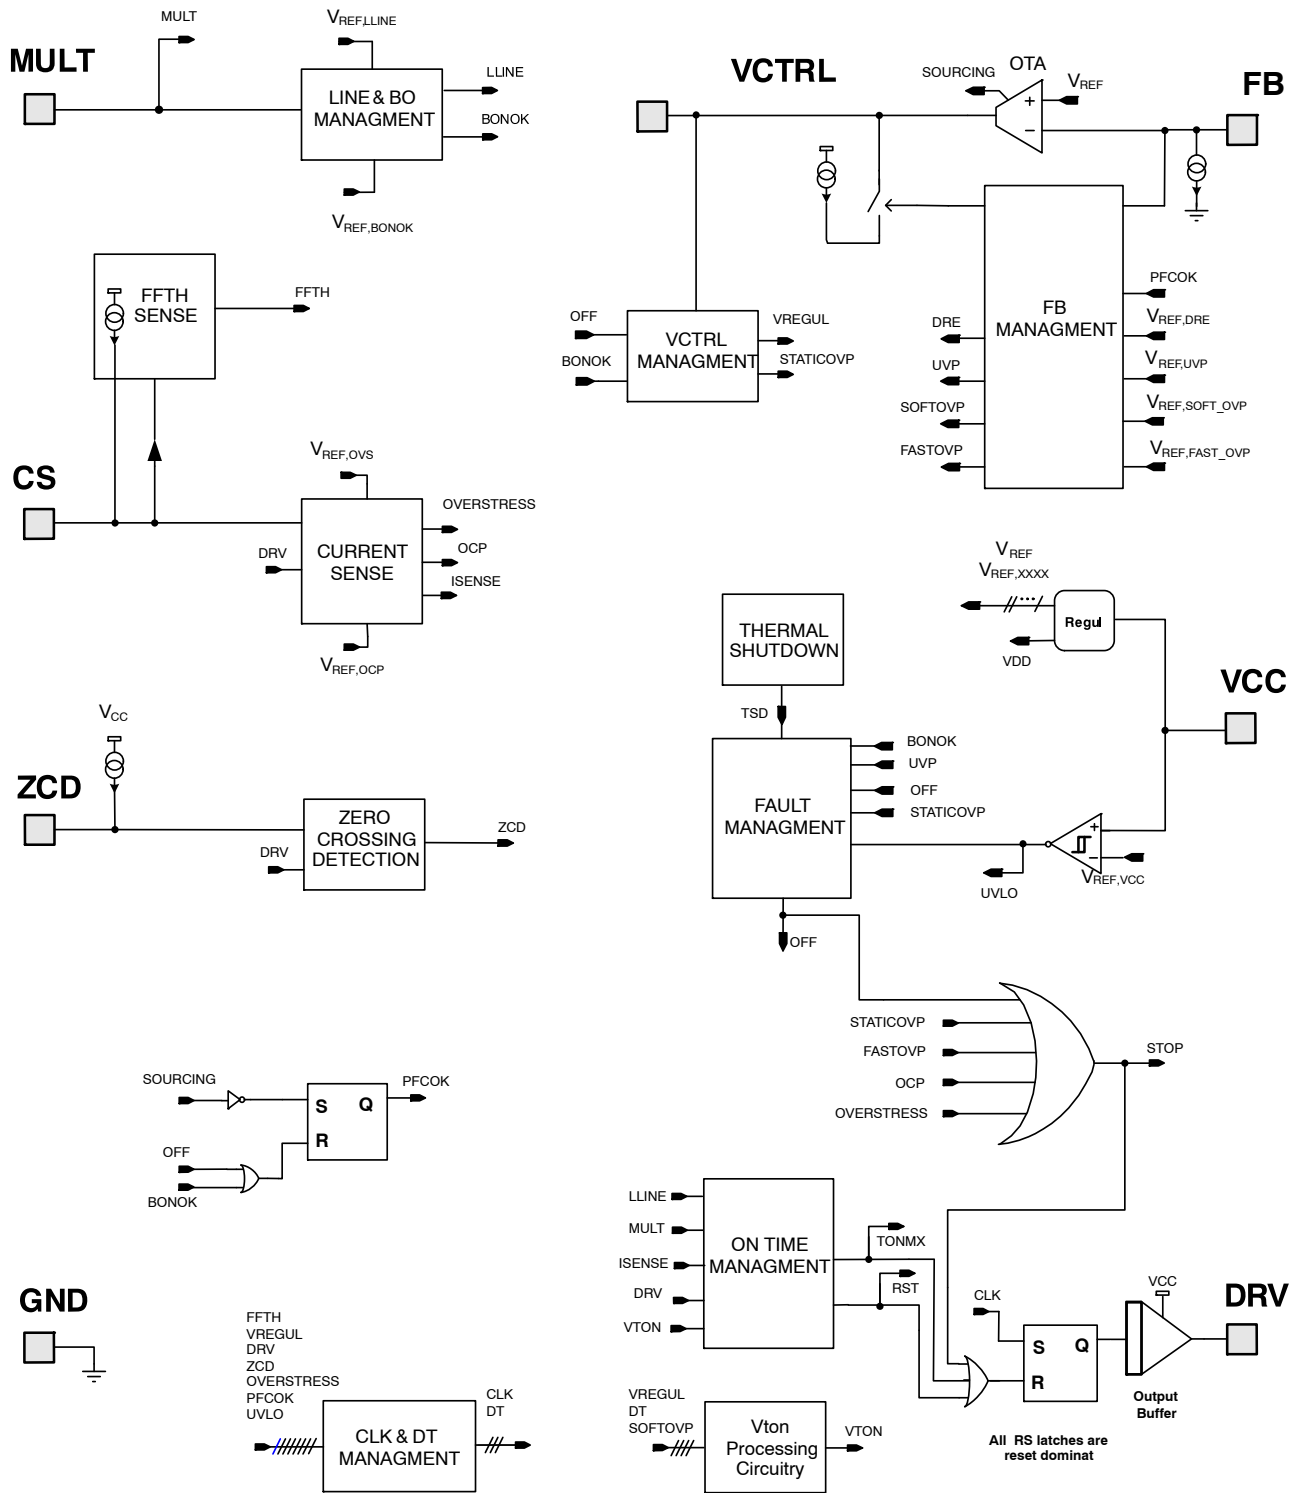 MULT
MULT
VREF,LLINE
LINE & BO
MANAGMENT
LLINE
BONOK
VREF,BONOK
FFTH
SENSE
FFTH
CS
VREF,OVS
DRV
CURRENT
SENSE
OVERSTRESS
OCP
ISENSE
VREF,OCP
VCC
ZCD
DRV
ZERO
CROSSING
DETECTION
ZCD
SOURCING
OFF
BONOK
S
R
Q
PFCOK
GND
FFTH
VREGUL
DRV
ZCD
OVERSTRESS
PFCOK
UVLO
CLK & DT
MANAGMENT
CLK
DT
VCTRL
SOURCING
OTA
+
−
VREF
FB
OFF
BONOK
VCTRL
MANAGMENT
VREGUL
STATICOVP
DRE
UVP
SOFTOVP
FASTOVP
FB
MANAGMENT
PFCOK
VREF,DRE
VREF,UVP
VREF,SOFT_OVP
VREF,FAST_OVP
VREF
VREF,XXXX
Regul
VDD
VCC
THERMAL
SHUTDOWN
TSD
FAULT
MANAGMENT
BONOK
UVP
OFF
STATICOVP
+
−
VREF,VCC
UVLO
OFF
STATICOVP
FASTOVP
OCP
OVERSTRESS
STOP
LLINE
MULT
ISENSE
DRV
VTON
ON TIME
MANAGMENT
TONMX
RST
CLK
S
R
Q
VCC
DRV
Output
Buffer
All RS latches are
reset dominat
VREGUL
DT
SOFTOVP
Vton
Processing
Circuitry
VTON